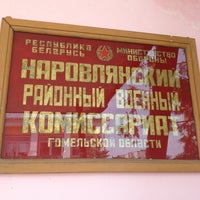 РЕСПУБЛИКА БЕЛАРУСЬ
МИНИСТЕРСТВО ОБОРОНЫ
НАРОВЛЯНСКИЙ
РАЙОННЫЙ ВОЕННЫЙ
КОМИССАРИАТ
ГОМЕЛЬСКОЙ ОБЛАСТИ